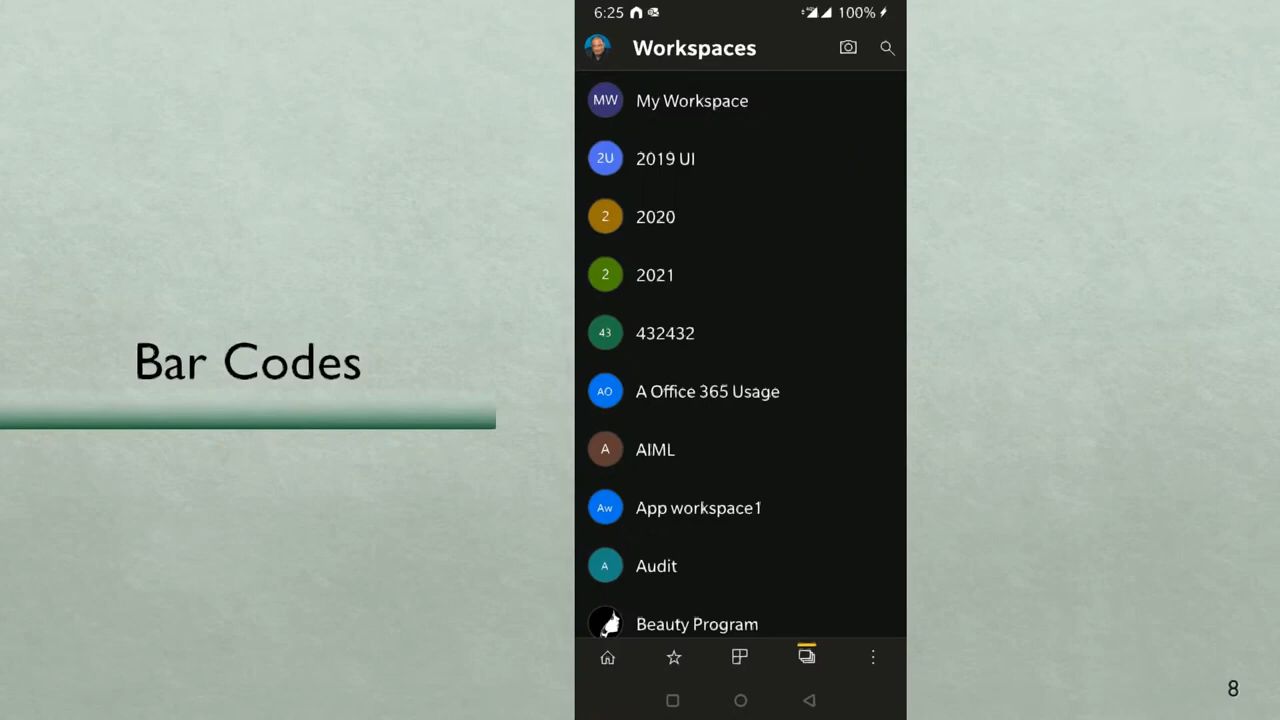 Bar Codes
6:25
100%
Workspaces
MW My Workspace
2U 2019 UI
2 2020
2 2021
43 432432
AO A Office 365 Usage
A AIML
Aw App workspace1
A Audit
Beauty Program
8